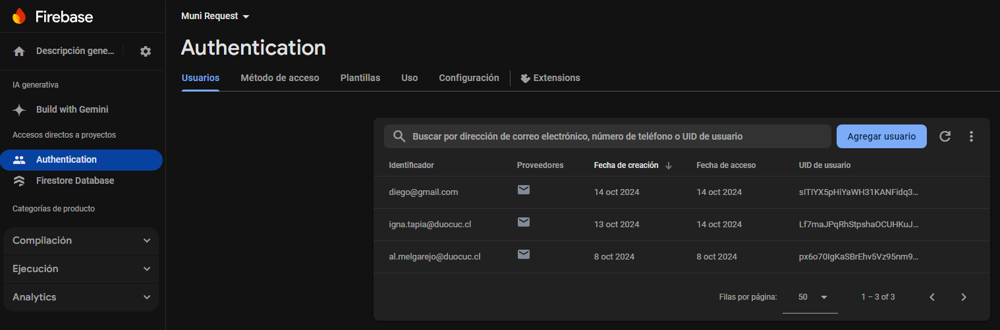 Firebase
Descripción gene...
IA generativa
Build with Gemini
Accesos directos a proyectos
Authentication
Firestore Database
Categorías de producto
Compilación
Ejecución
Analytics
Muni Request
Authentication
Usuarios Método de acceso Plantillas Uso Configuración Extensions
Buscar por dirección de correo electrónico, número de teléfono o UID de usuario Agregar usuario
Identificador Proveedores Fecha de creación Fecha de acceso UID de usuario
diego@gmail.com 14 oct 2024 14 oct 2024 sITIYX5pHiYaWH31KANFidq3...
igna.tapia@duocuc.cl 13 oct 2024 14 oct 2024 Lf7maJPqRhStpshaOCUHKuJ...
al.melgarejo@duocuc.cl 8 oct 2024 8 oct 2024 px6o70IgKaSBrEhv5Vz95nm9...
Filas por página: 50 1 – 3 of 3